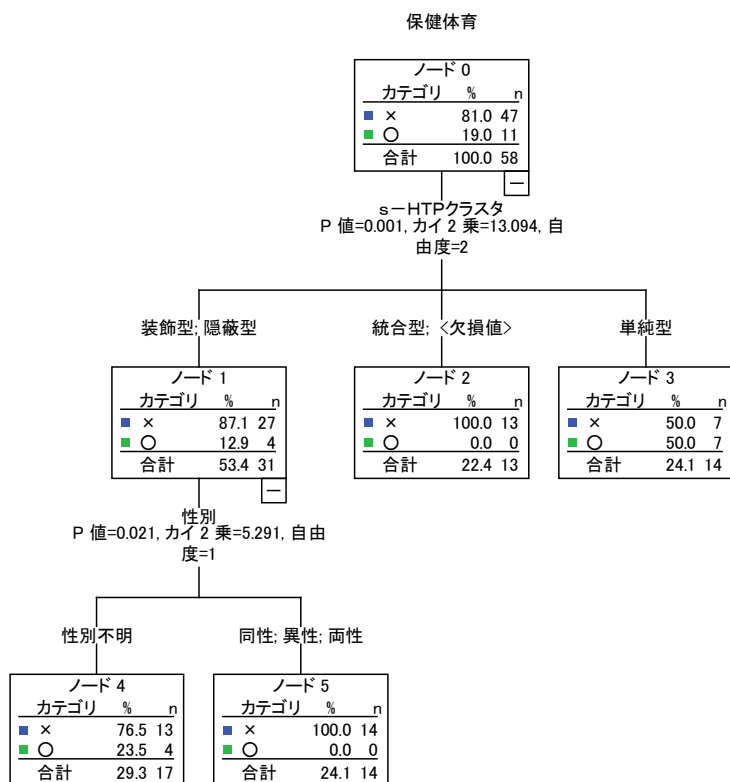 保健体育
ノード 0
カテゴリ % n
× 81.0 47
○ 19.0 11
合計 100.0 58
s-HTPクラスタ
P 値=0.001, カイ 2 乗=13.094, 自
由度=2
装飾型; 隠蔽型
統合型; <欠損値>
単純型
ノード 1
カテゴリ % n
× 87.1 27
○ 12.9 4
合計 53.4 31
ノード 2
カテゴリ % n
× 100.0 13
○ 0.0 0
合計 22.4 13
ノード 3
カテゴリ % n
× 50.0 7
○ 50.0 7
合計 24.1 14
性別
P 値=0.021, カイ 2 乗=5.291, 自由
度=1
性別不明
同性; 異性; 両性
ノード 4
カテゴリ % n
× 76.5 13
○ 23.5 4
合計 29.3 17
ノード 5
カテゴリ % n
× 100.0 14
○ 0.0 0
合計 24.1 14